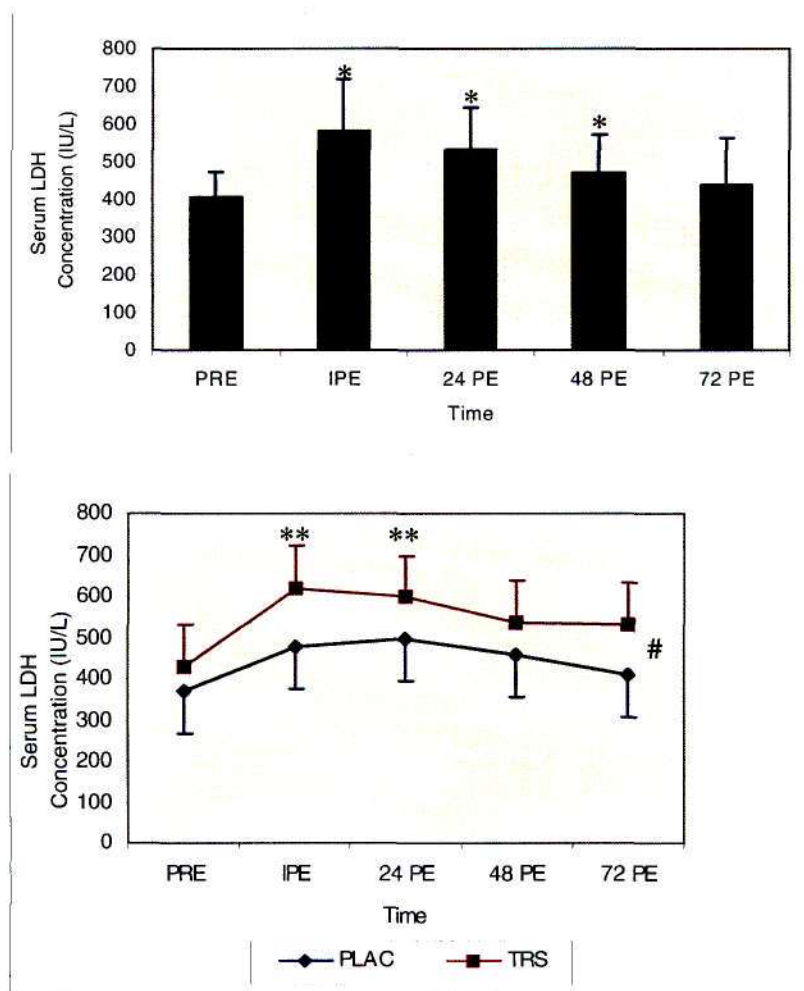 800
700
600
500
400
300
200
100
0
Serum LDH
Concentration (IU/L)
*
*
*
PRE IPE 24 PE 48 PE 72 PE
Time
800
700
600
500
400
300
200
100
0
Serum LDH
Concentration (IU/L)
** **
#
PRE IPE 24 PE 48 PE 72 PE
Time
PLAC TRS